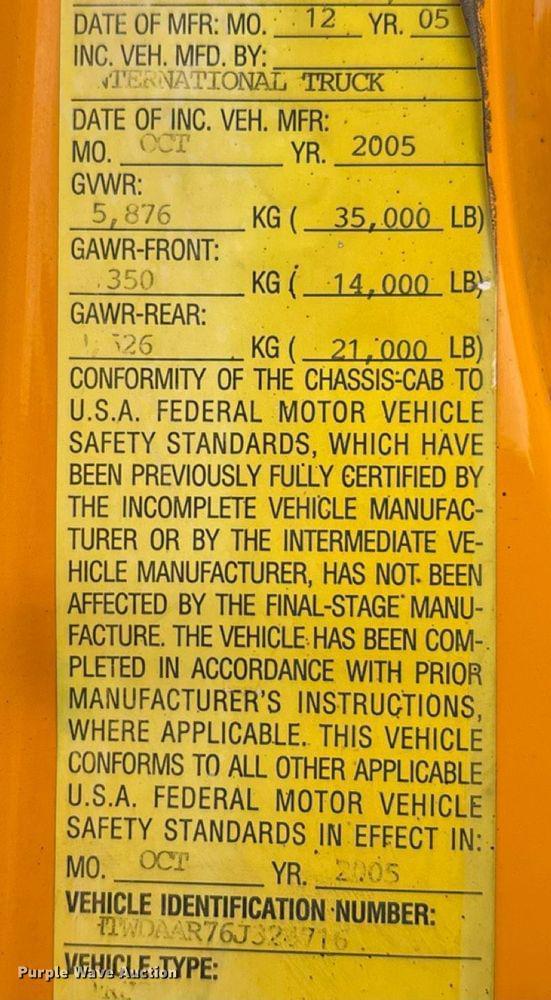 DATE OF MFR: MO. 12 YR. 05
INC. VEH. MFD. BY:
NTERNATIONAL TRUCK
DATE OF INC. VEH. MFR:
MO. OCT YR. 2005
GVWR:
5,876 KG ( 35,000 LB)
GAWR-FRONT:
350 KG ( 14,000 LB)
GAWR-REAR:
526 KG ( 21,000 LB)
CONFORMITY OF THE CHASSIS-CAB TO
U.S.A. FEDERAL MOTOR VEHICLE
SAFETY STANDARDS, WHICH HAVE
BEEN PREVIOUSLY FULLY CERTIFIED BY
THE INCOMPLETE VEHICLE MANUFAC-
TURER OR BY THE INTERMEDIATE VE-
HICLE MANUFACTURER, HAS NOT BEEN
AFFECTED BY THE FINAL-STAGE MANU-
FACTURE. THE VEHICLE HAS BEEN COM-
PLETED IN ACCORDANCE WITH PRIOR
MANUFACTURER'S INSTRUCTIONS,
WHERE APPLICABLE. THIS VEHICLE
CONFORMS TO ALL OTHER APPLICABLE
U.S.A. FEDERAL MOTOR VEHICLE
SAFETY STANDARDS IN EFFECT IN:
MO. OCT YR. 2005
VEHICLE IDENTIFICATION NUMBER:
VEHICLE TYPE:
Purple Wave Auction